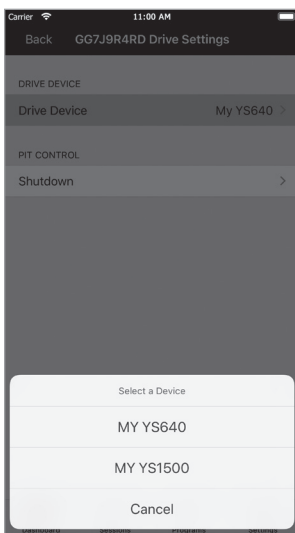 Carrier 11:00 AM
Back GG7J9R4RD Drive Settings
DRIVE DEVICE
Drive Device My YS640
PIT CONTROL
Shutdown
Select a Device
MY YS640
MY YS1500
Cancel
Dashboard Sessions Programs Settings